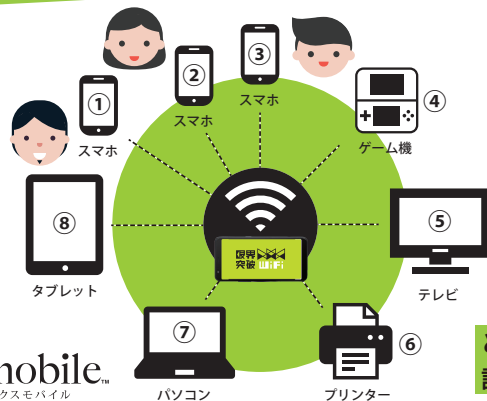 ①
スマホ
②
スマホ
③
スマホ
④
ゲーム機
⑤
テレビ
⑥
プリンター
⑦
パソコン
⑧
タブレット
限界
突破 WiFi
mobile™
クスモバイル